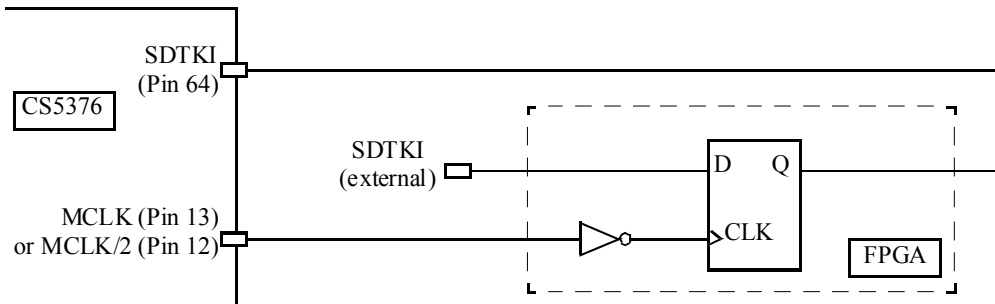 SDTKI
(Pin 64)
CS5376
SDTKI
(external)
D Q
CLK
MCLK (Pin 13)
or MCLK/2 (Pin 12)
FPGA